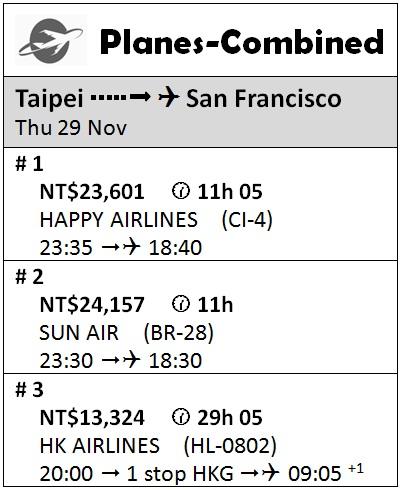 Planes-Combined
Taipei ┅┅→ ✈ San Francisco
Thu 29 Nov
# 1
NT$23,601 11h 05
HAPPY AIRLINES (CI-4)
23:35 →✈ 18:40
# 2
NT$24,157 11h
SUN AIR (BR-28)
23:30 →✈ 18:30
# 3
NT$13,324 29h 05
HK AIRLINES (HL-0802)
20:00 → 1 stop HKG →✈ 09:05 +1